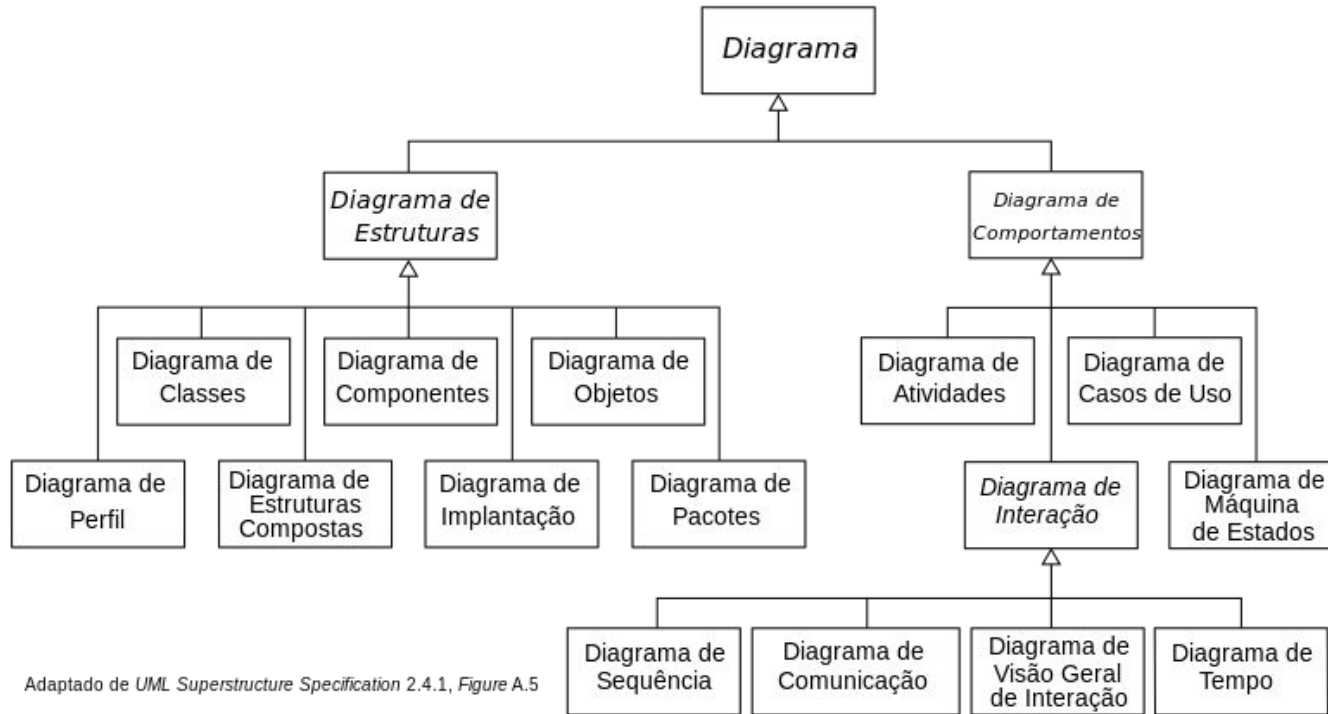 Diagrama
Diagrama de
Estruturas
Diagrama de
Comportamentos
Diagrama de
Classes
Diagrama de
Componentes
Diagrama de
Objetos
Diagrama de
Atividades
Diagrama de
Casos de Uso
Diagrama de
Perfil
Diagrama de
Estruturas
Compostas
Diagrama de
Implantação
Diagrama de
Pacotes
Diagrama de
Interação
Diagrama de
Máquina
de Estados
Diagrama de
Sequência
Diagrama de
Comunicação
Diagrama de
Visão Geral
de Interação
Diagrama de
Tempo
Adaptado de UML Superstructure Specification 2.4.1, Figure A.5